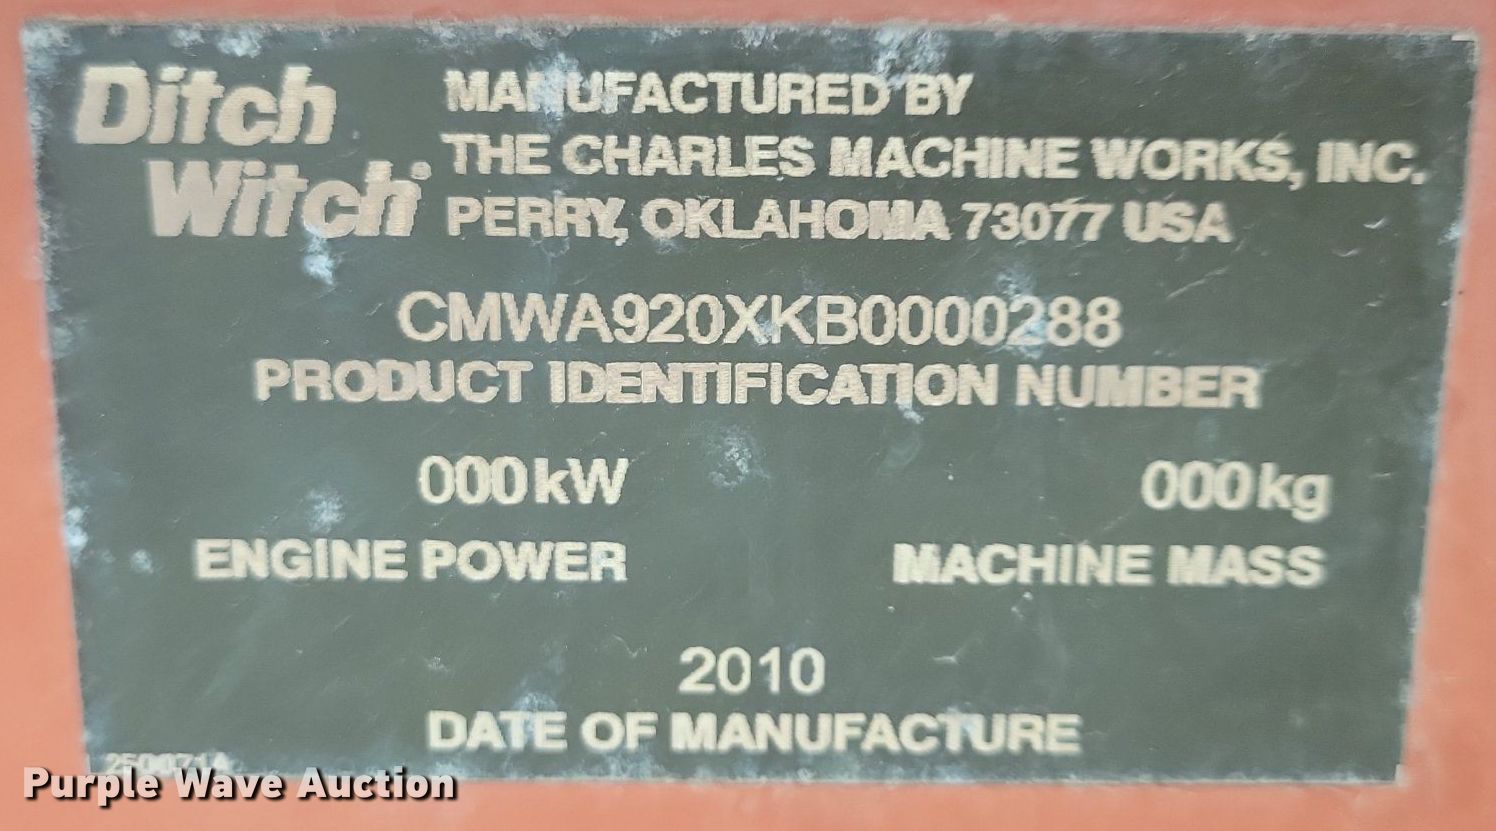 Ditch
Witch®
MANUFACTURED BY
THE CHARLES MACHINE WORKS, INC.
PERRY, OKLAHOMA 73077 USA
CMWA920XKB0000288
PRODUCT IDENTIFICATION NUMBER
000kW
ENGINE POWER
000kg
MACHINE MASS
2010
DATE OF MANUFACTURE
Purple Wave Auction